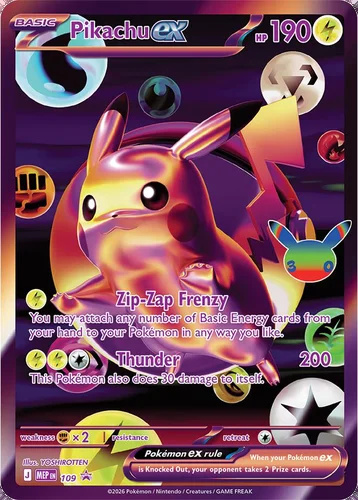 BASIC
Pikachu ex
HP 190
30
Zip-Zap Frenzy
You may attach any number of Basic Energy cards from
your hand to your Pokémon in any way you like.
Thunder 200
This Pokémon also does 30 damage to itself.
weakness ×2 resistance retreat
Illus. YOSHIROTTEN
Pokémon ex rule
When your Pokémon ex
is Knocked Out, your opponent takes 2 Prize cards.
J MEP EN 109
©2026 Pokémon / Nintendo / Creatures / GAME FREAK